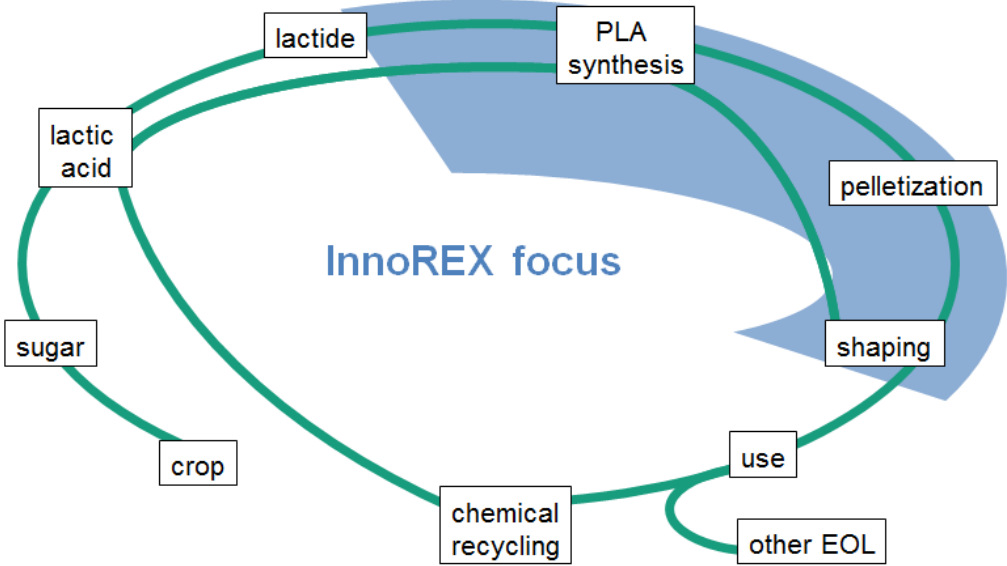 lactide
PLA
synthesis
lactic
acid
pelletization
InnoREX focus
sugar
shaping
crop
use
chemical
recycling
other EOL